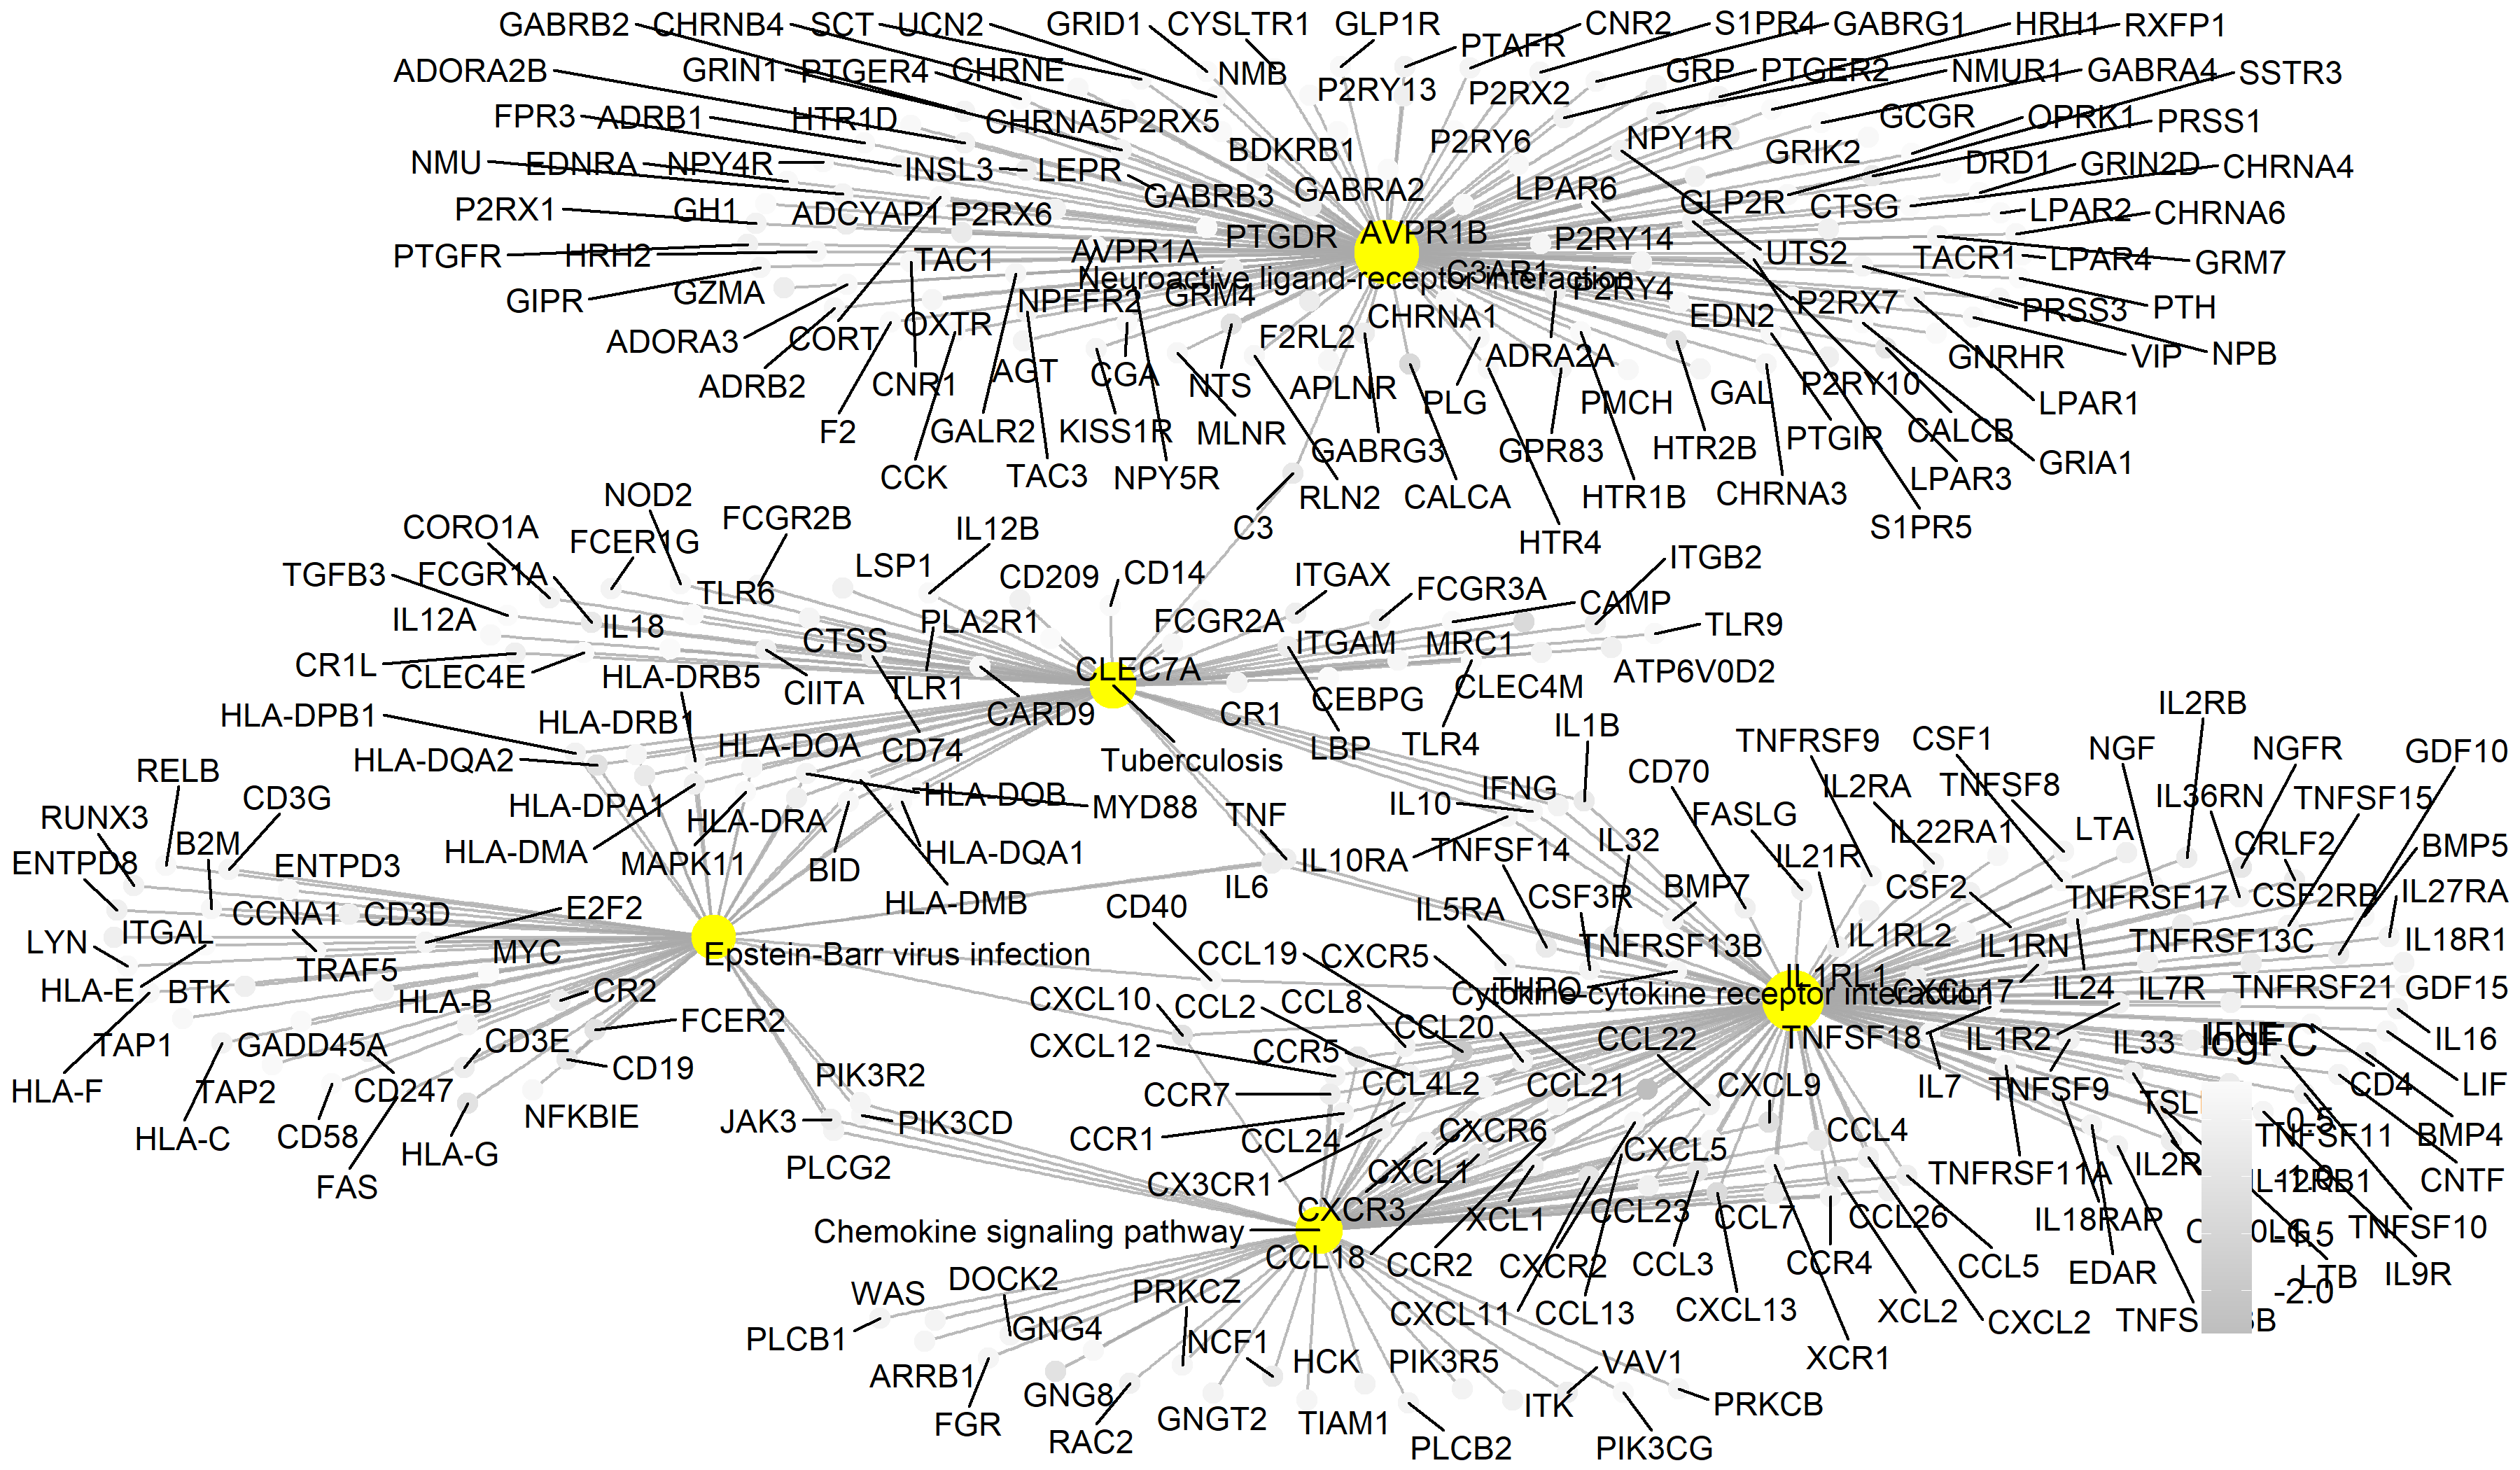 GABRB2
CHRNB4
SCT
UCN2
GRID1
CYSLTR1
GLP1R
CNR2
S1PR4
GABRG1
HRH1
RXFP1
PTAFR
ADORA2B
GRIN1
PTGER4
CHRNE
NMB
P2RY13
P2RX2
GRP
PTGER2
NMUR1
GABRA4
SSTR3
FPR3
ADRB1
HTR1D
CHRNA5
P2RX5
BDKRB1
P2RY6
NPY1R
GCGR
OPRK1
PRSS1
GRIK2
NMU
EDNRA
NPY4R
INSL3
LEPR
GABRB3
GABRA2
LPAR6
DRD1
GRIN2D
CHRNA4
P2RX1
GH1
ADCYAP1
P2RX6
GLP2R
CTSG
LPAR2
CHRNA6
PTGFR
HRH2
TAC1
AVPR1A
PTGDR
AVPR1B
P2RY14
UTS2
TACR1
LPAR4
GRM7
Neuroactive ligand-receptor interaction
C3AR1
GIPR
GZMA
NPFFR2
GRM4
P2RY4
P2RX7
PRSS3
PTH
ADORA3
CORT
OXTR
F2RL2
CHRNA1
EDN2
ADRA2A
GNRHR
VIP
NPB
ADRB2
CNR1
AGT
CGA
NTS
APLNR
PLG
PMCH
GAL
P2RY10
LPAR1
F2
GALR2
KISS1R
MLNR
GABRG3
GPR83
HTR2B
PTGIR
CALCB
GRIA1
CCK
TAC3
NPY5R
RLN2
CALCA
HTR1B
CHRNA3
LPAR3
C3
HTR4
S1PR5
NOD2
CORO1A
FCER1G
FCGR2B
IL12B
LSP1
CD209
CD14
ITGAX
FCGR3A
ITGB2
TGFB3
FCGR1A
TLR6
IL12A
IL18
CTSS
PLA2R1
FCGR2A
ITGAM
MRC1
CAMP
TLR9
CR1L
CLEC4E
HLA-DRB5
CIITA
TLR1
CLEC7A
CEBPG
CLEC4M
ATP6V0D2
HLA-DPB1
HLA-DRB1
CARD9
CR1
HLA-DQA2
HLA-DOA
CD74
Tuberculosis
LBP
TLR4
IL1B
HLA-DPA1
HLA-DRA
HLA-DOB
MYD88
TNF
IL10
IFNG
HLA-DMA
MAPK11
BID
HLA-DQA1
HLA-DMB
IL6
IL10RA
RELB
RUNX3
CD3G
B2M
ENTPD8
ENTPD3
CCNA1
CD3D
E2F2
LYN
ITGAL
TRAF5
MYC
Epstein-Barr virus infection
HLA-E
BTK
HLA-B
CR2
TAP1
GADD45A
CD3E
FCER2
HLA-F
TAP2
CD247
CD19
HLA-C
CD58
FAS
HLA-G
NFKBIE
PIK3R2
JAK3
PIK3CD
PLCG2
CD70
TNFRSF9
CSF1
IL2RB
NGF
NGFR
GDF10
IL2RA
TNFSF8
IL36RN
TNFSF15
FASLG
IL22RA1
LTA
CRLF2
BMP5
TNFSF14
IL32
IL21R
CSF2
TNFRSF17
CSF2RB
IL27RA
CD40
IL5RA
CSF3R
BMP7
CCL19
CXCR5
TNFRSF13B
IL1RL2
IL1RN
TNFRSF13C
IL18R1
CXCL10
CCL2
CCL8
THPO
IL1RL1
Cytokine-cytokine receptor interaction
CXCL17
IL24
IL7R
TNFRSF21
GDF15
CXCL12
CCR5
CCL20
CCL22
TNFSF18
IL1R2
IL33
IFNE
IL16
logFC
CCR7
CCL4L2
CCL21
CXCL9
IL7
TNFSF9
CD4
LIF
CCR1
CCL24
CXCR6
CXCL5
CCL4
-0.5
TNFSF11
BMP4
CX3CR1
CXCL1
TNFRSF11A
-1.0
IL12RB1
CNTF
Chemokine signaling pathway
CXCR3
XCL1
CCL23
CCL7
CCL26
IL18RAP
-1.5
TNFSF10
CCL18
CCR2
CXCR2
CCL3
CCR4
CCL5
EDAR
LTB
IL9R
CXCL11
CCL13
CXCL13
XCL2
CXCL2
-2.0
XCR1
WAS
DOCK2
PRKCZ
PLCB1
GNG4
NCF1
HCK
PIK3R5
VAV1
ARRB1
GNG8
ITK
PRKCB
FGR
RAC2
GNGT2
TIAM1
PLCB2
PIK3CG